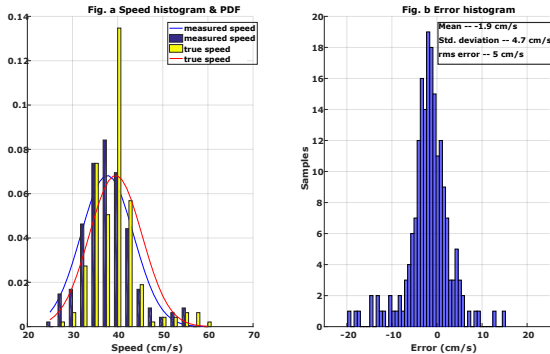 Fig. a Speed histogram & PDF
measured speed
measured speed
true speed
true speed
0.14
0.12
0.1
0.08
0.06
0.04
0.02
0
20
30
40
50
60
70
Speed (cm/s)
Fig. b Error histogram
Mean -- -1.9 cm/s
Std. deviation -- 4.7 cm/s
rms error -- 5 cm/s
Samples
20
18
16
14
12
10
8
6
4
2
0
-20
-10
0
10
20
Error (cm/s)